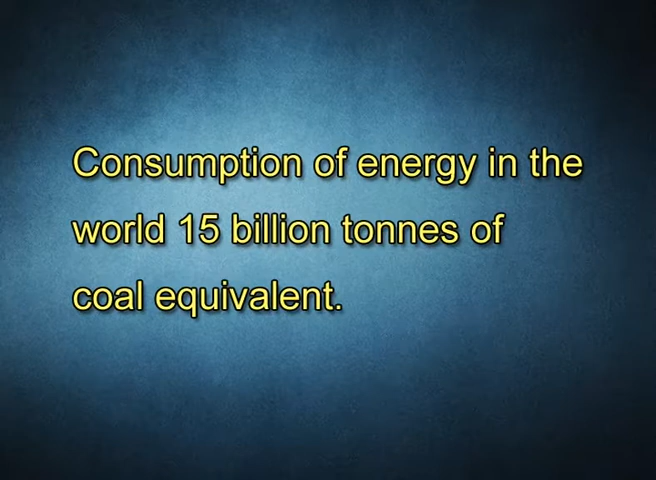 Consumption of energy in the
world 15 billion tonnes of
coal equivalent.